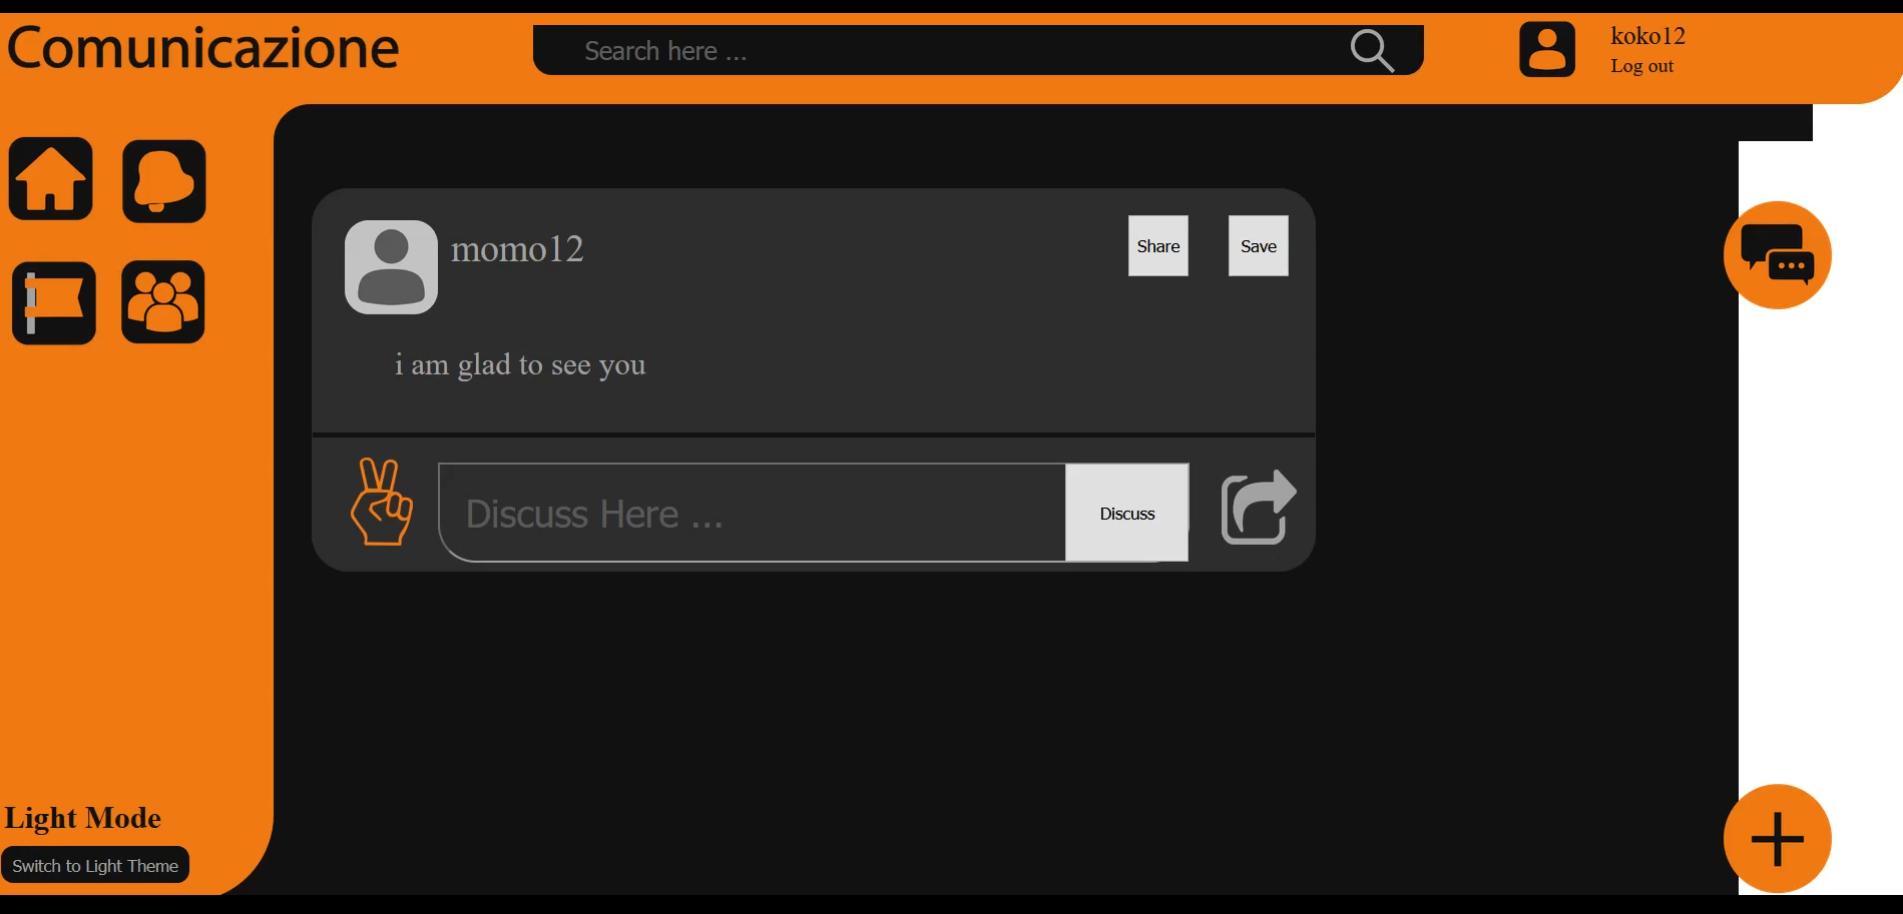 Comunicazione
Search here ...
koko12
Log out
momo12
Share
Save
i am glad to see you
Discuss Here ...
Discuss
Light Mode
Switch to Light Theme